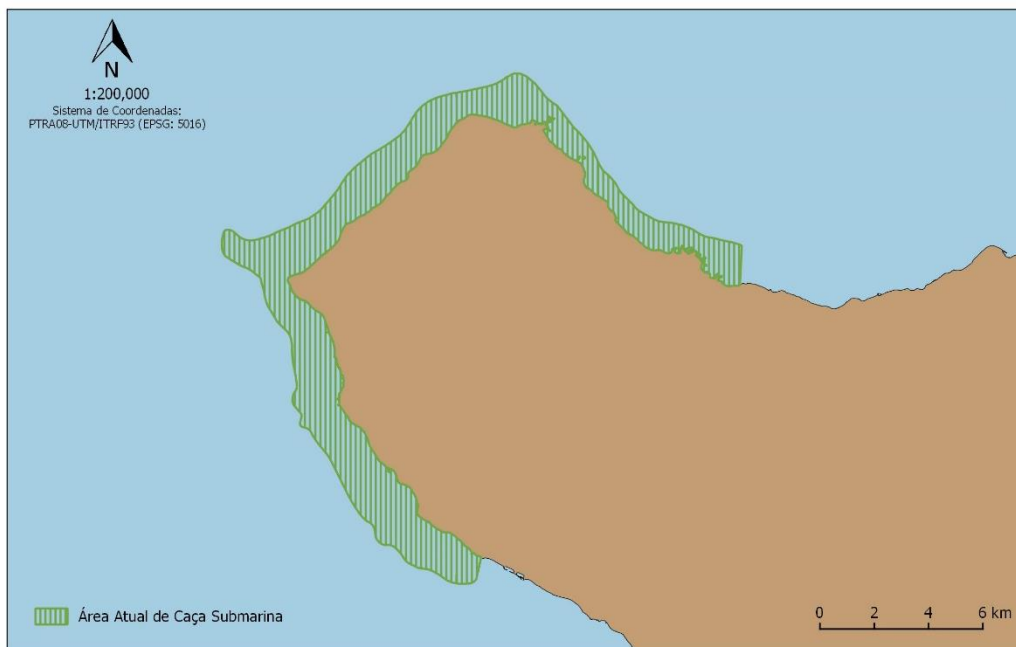 N
1:200,000
Sistema de Coordenadas:
PTRA08-UTM/ITRF93 (EPSG: 5016)
Área Atual de Caça Submarina
0 2 4 6 km